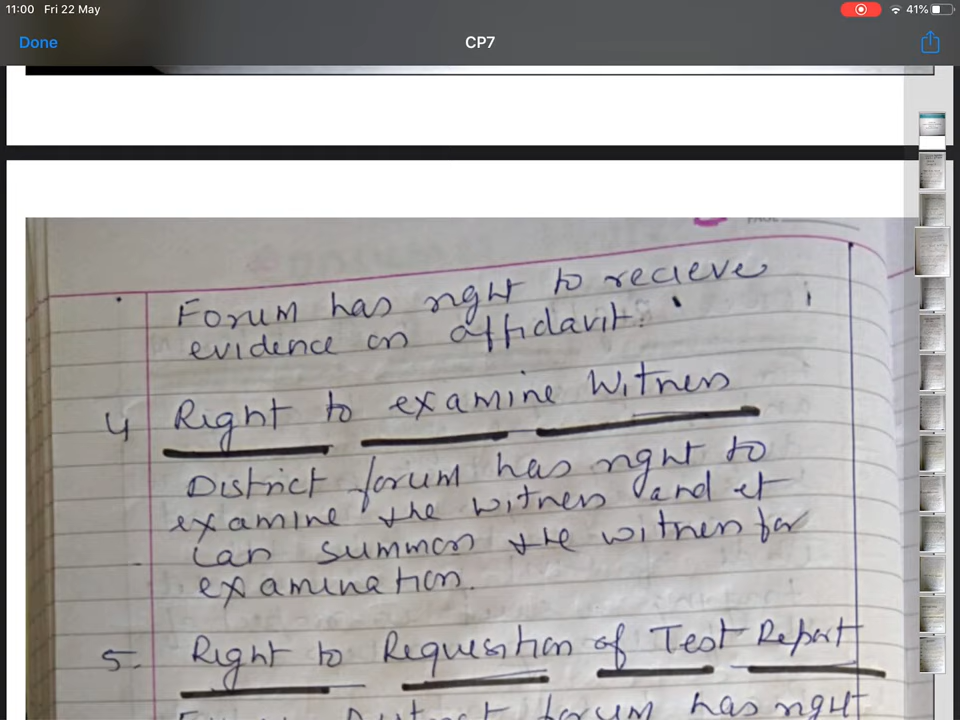 11:00 Fri 22 May
41%
Done
CP7
PAGE
Forum has right to recieve
evidence on affidavit.
4 Right to examine Witness
District forum has right to
examine the witness and it
can summon the witness for
examination.
5. Right to Requisition of Test Report
District forum has right